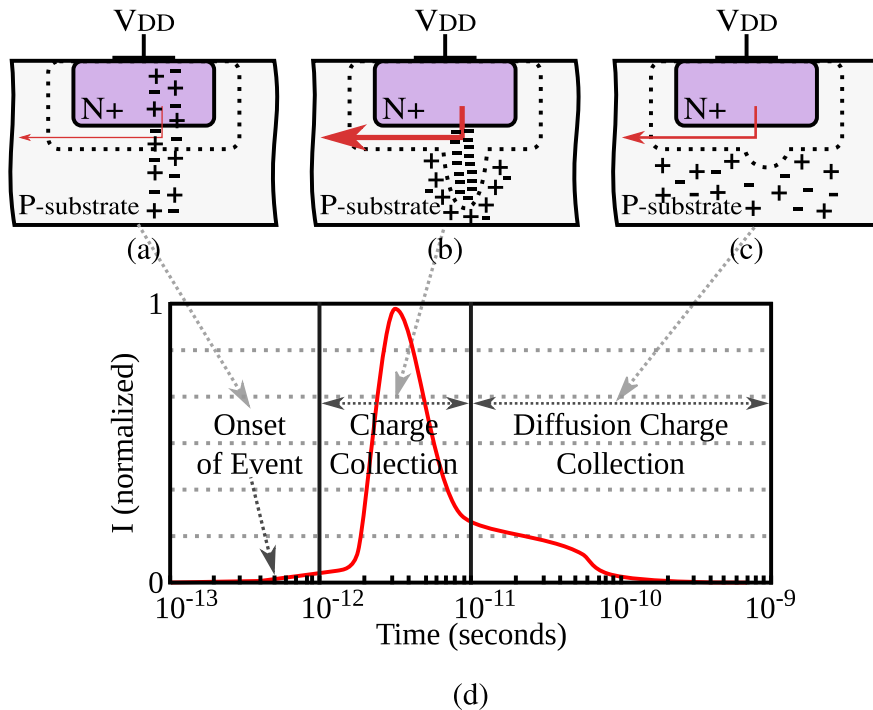 VDD
VDD
VDD
N+
N+
N+
P-substrate
P-substrate
P-substrate
(a)
(b)
(c)
1
I (normalized)
0
Onset
of Event
Charge
Collection
Diffusion Charge
Collection
10-13
10-12
10-11
10-10
10-9
Time (seconds)
(d)